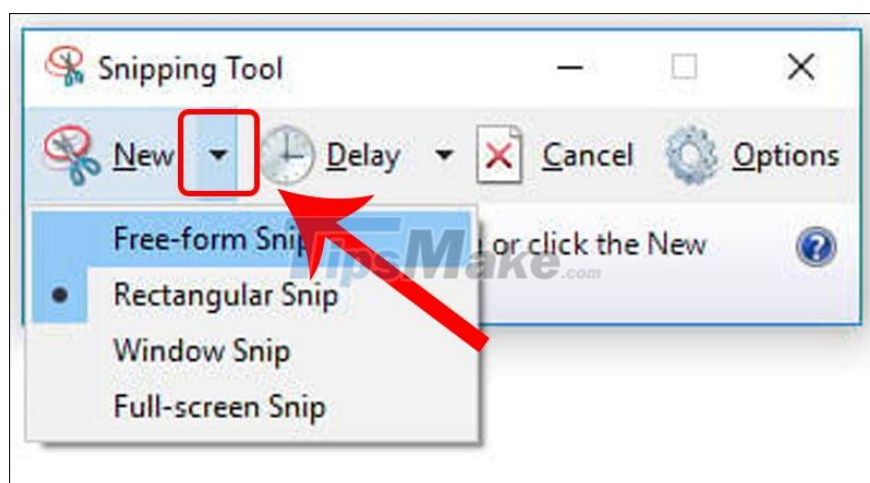 Snipping Tool
New Delay Cancel Options
Free-form Snip or click the New
TipsMake.com
Rectangular Snip
Window Snip
Full-screen Snip